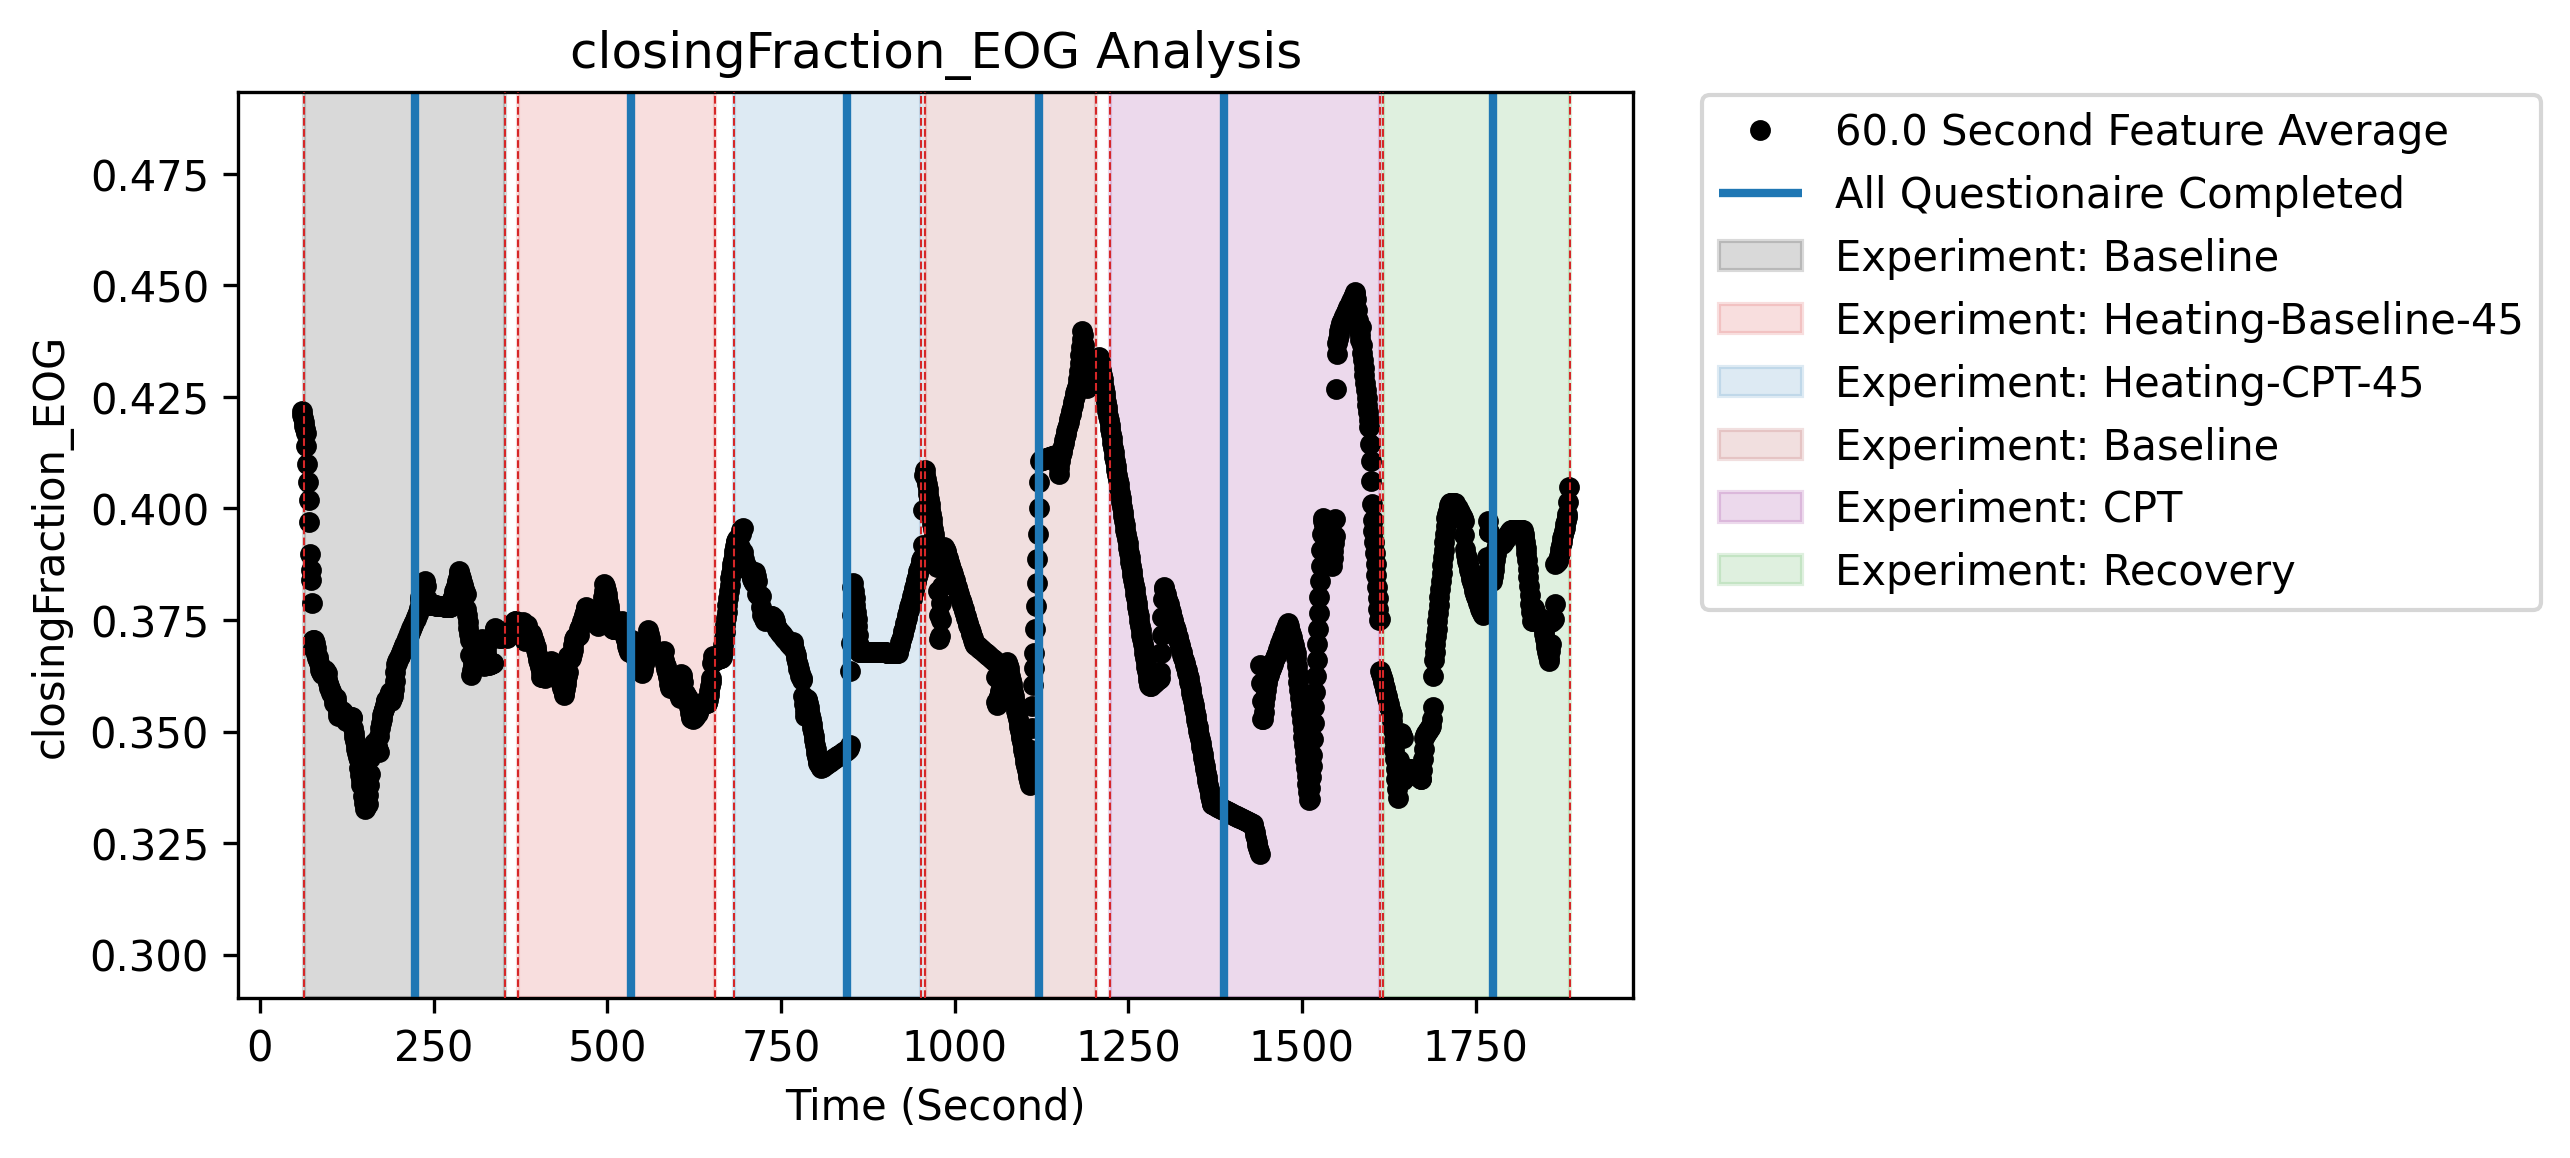 closingFraction_EOG Analysis
closingFraction_EOG
0.475
0.450
0.425
0.400
0.375
0.350
0.325
0.300
0
250
500
750
1000
1250
1500
1750
Time (Second)
60.0 Second Feature Average
All Questionaire Completed
Experiment: Baseline
Experiment: Heating-Baseline-45
Experiment: Heating-CPT-45
Experiment: Baseline
Experiment: CPT
Experiment: Recovery